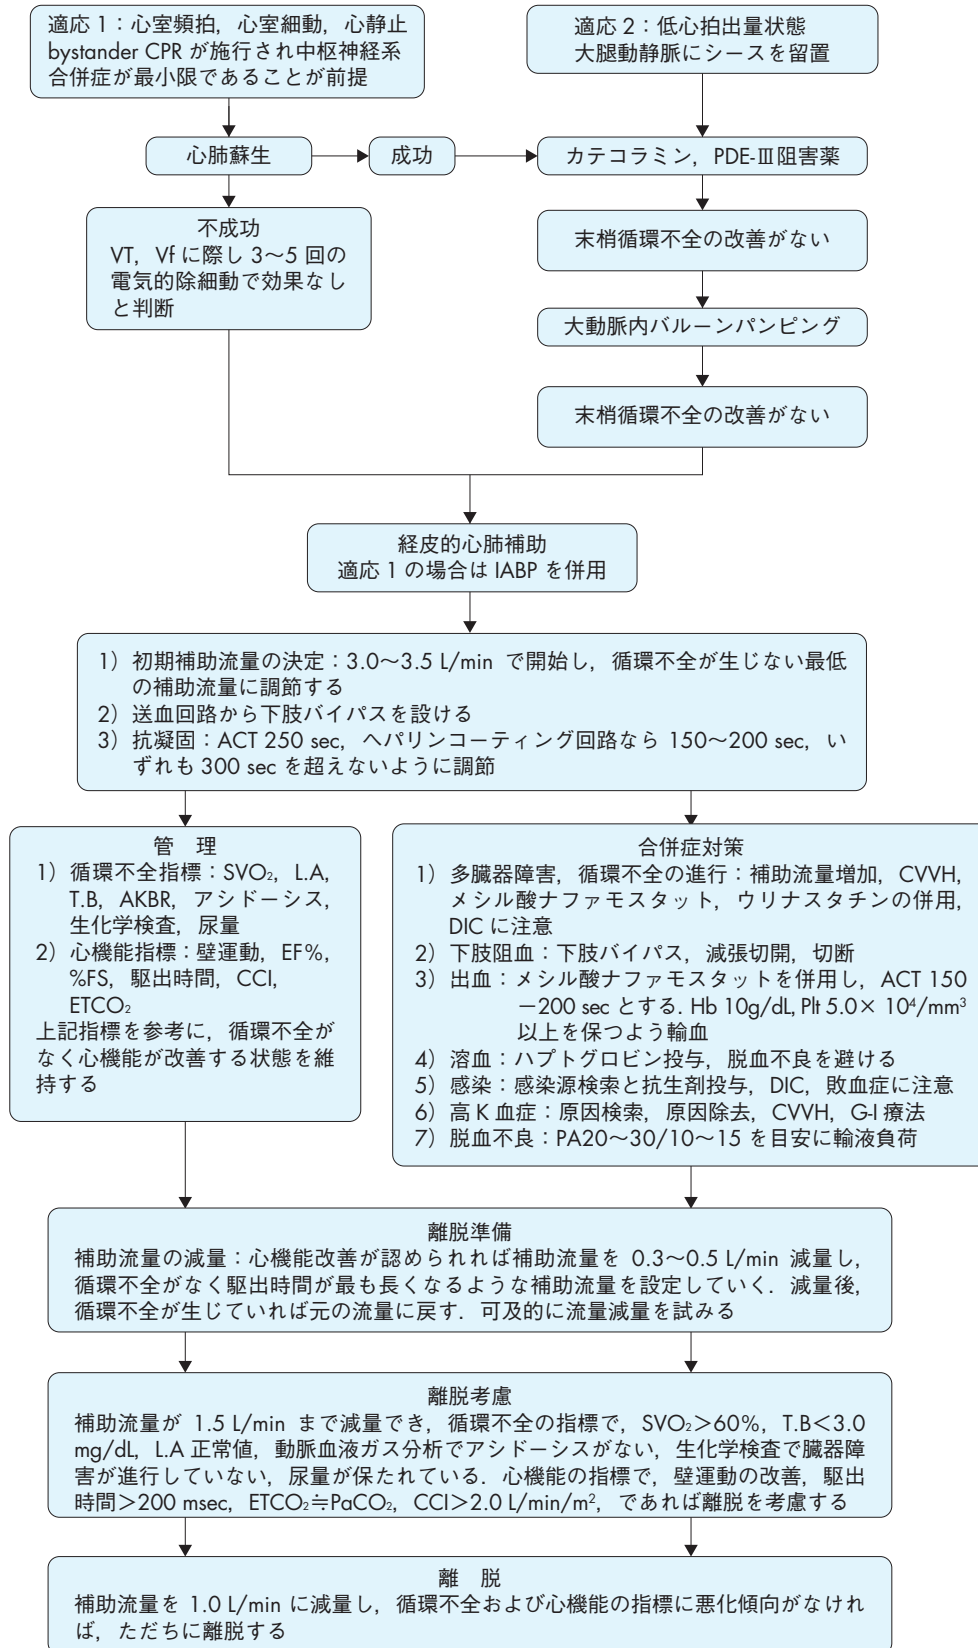 適応 1：心室頻拍，心室細動，心静止
bystander CPR が施行され中枢神経系
合併症が最小限であることが前提
適応 2：低心拍出量状態
大腿動静脈にシースを留置
心肺蘇生
成功
カテコラミン，PDE-Ⅲ阻害薬
不成功
VT，Vf に際し 3～5 回の
電気的除細動で効果なし
と判断
末梢循環不全の改善がない
大動脈内バルーンパンピング
末梢循環不全の改善がない
経皮的心肺補助
適応 1 の場合は IABP を併用
1）初期補助流量の決定：3.0～3.5 L/min で開始し，循環不全が生じない最低
の補助流量に調節する
2）送血回路から下肢バイパスを設ける
3）抗凝固：ACT 250 sec，ヘパリンコーティング回路なら 150～200 sec，い
ずれも 300 sec を超えないように調節
管　理
1）循環不全指標：SVO₂，L.A，
T.B，AKBR，アシドーシス，
生化学検査，尿量
2）心機能指標：壁運動，EF%，
%FS，駆出時間，CCI，
ETCO₂
上記指標を参考に，循環不全が
なく心機能が改善する状態を維
持する
合併症対策
1）多臓器障害，循環不全の進行：補助流量増加，CVVH，
メシル酸ナファモスタット，ウリナスタチンの併用，
DIC に注意
2）下肢阻血：下肢バイパス，減張切開，切断
3）出血：メシル酸ナファモスタットを併用し，ACT 150
－200 sec とする．Hb 10g/dL，Plt 5.0× 10⁴/mm³
以上を保つよう輸血
4）溶血：ハプトグロビン投与，脱血不良を避ける
5）感染：感染源検索と抗生剤投与，DIC，敗血症に注意
6）高 K 血症：原因検索，原因除去，CVVH，G-I 療法
7）脱血不良：PA20～30/10～15 を目安に輸液負荷
離脱準備
補助流量の減量：心機能改善が認められれば補助流量を 0.3～0.5 L/min 減量し，
循環不全がなく駆出時間が最も長くなるような補助流量を設定していく．減量後，
循環不全が生じていれば元の流量に戻す．可及的に流量減量を試みる
離脱考慮
補助流量が 1.5 L/min まで減量でき，循環不全の指標で，SVO₂＞60%，T.B＜3.0
mg/dL，L.A 正常値，動脈血液ガス分析でアシドーシスがない，生化学検査で臓器障
害が進行していない，尿量が保たれている．心機能の指標で，壁運動の改善，駆出
時間＞200 msec，ETCO₂≒PaCO₂，CCI＞2.0 L/min/m²，であれば離脱を考慮する
離　脱
補助流量を 1.0 L/min に減量し，循環不全および心機能の指標に悪化傾向がなけれ
ば，ただちに離脱する